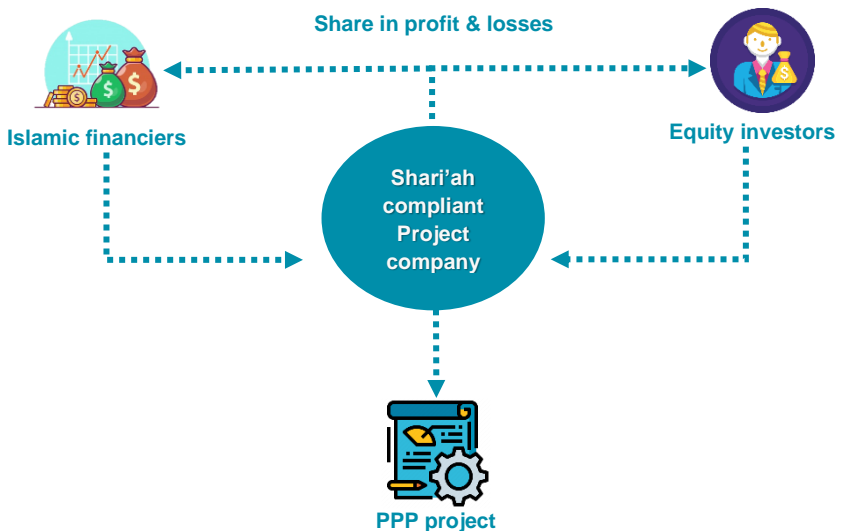 Share in profit & losses
Islamic financiers
Equity investors
Shari’ah
compliant
Project
company
PPP project